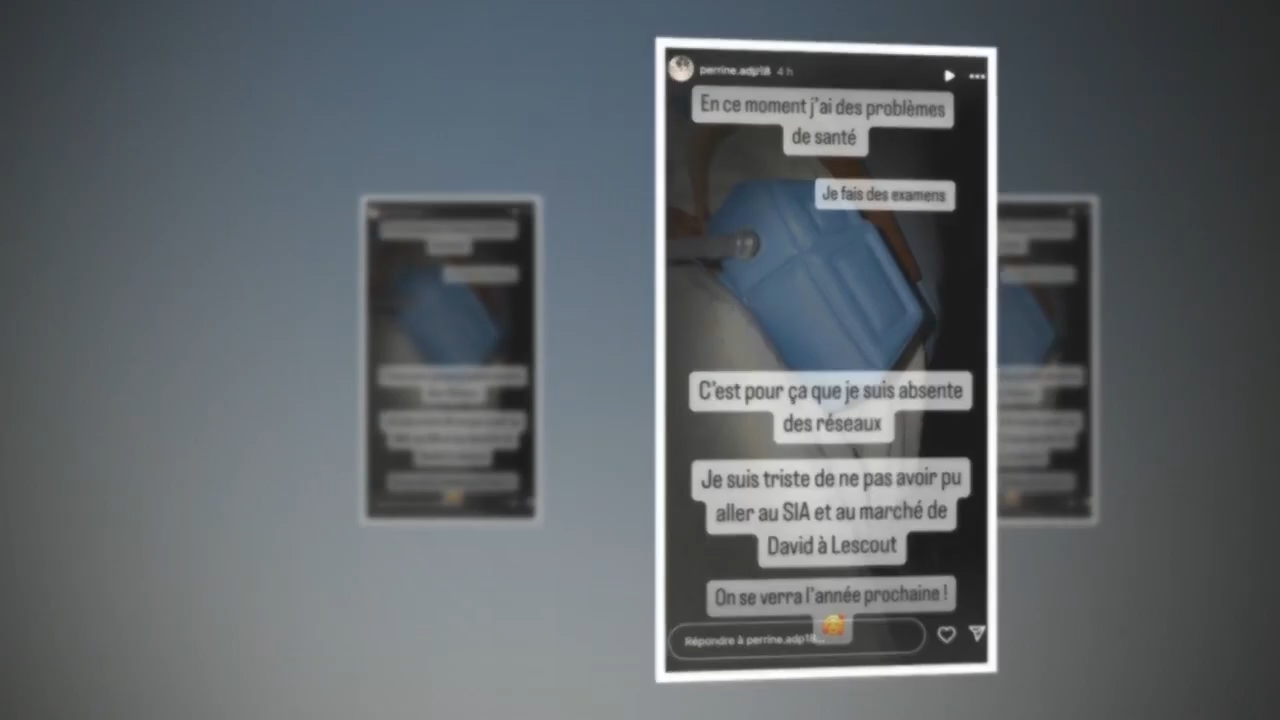 perrine.adp18 4 h
En ce moment j'ai des problèmes
de santé
Je fais des examens
C'est pour ça que je suis absente
des réseaux
Je suis triste de ne pas avoir pu
aller au SIA et au marché de
David à Lescout
On se verra l'année prochaine !
Répondre à perrine.adp18...